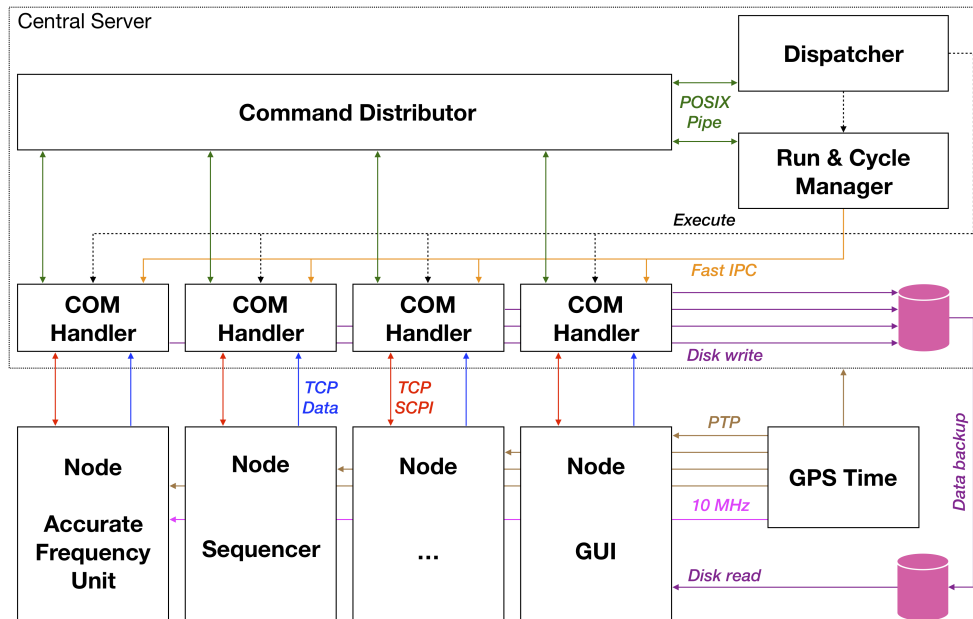 Central Server
Dispatcher
Command Distributor
POSIX
Pipe
Run & Cycle
Manager
Execute
Fast IPC
COM
Handler
COM
Handler
COM
Handler
COM
Handler
Disk write
TCP
Data
TCP
SCPI
PTP
Data backup
Node
Accurate
Frequency
Unit
Node
Sequencer
Node
...
Node
GUI
GPS Time
10 MHz
Disk read